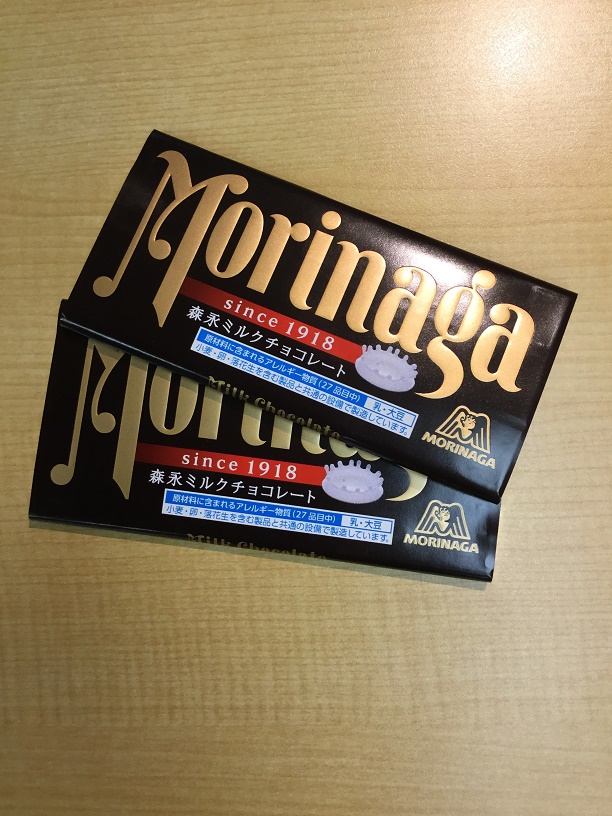 Morinaga
since 1918
森永ミルクチョコレート
原材料に含まれるアレルギー物質(27品目中) 乳・大豆
小麦・卵・落花生を含む製品と共通の設備で製造しています。
Milk Chocolate
MORINAGA
Morinaga
since 1918
森永ミルクチョコレート
原材料に含まれるアレルギー物質(27品目中) 乳・大豆
小麦・卵・落花生を含む製品と共通の設備で製造しています。
Milk Chocolate
MORINAGA